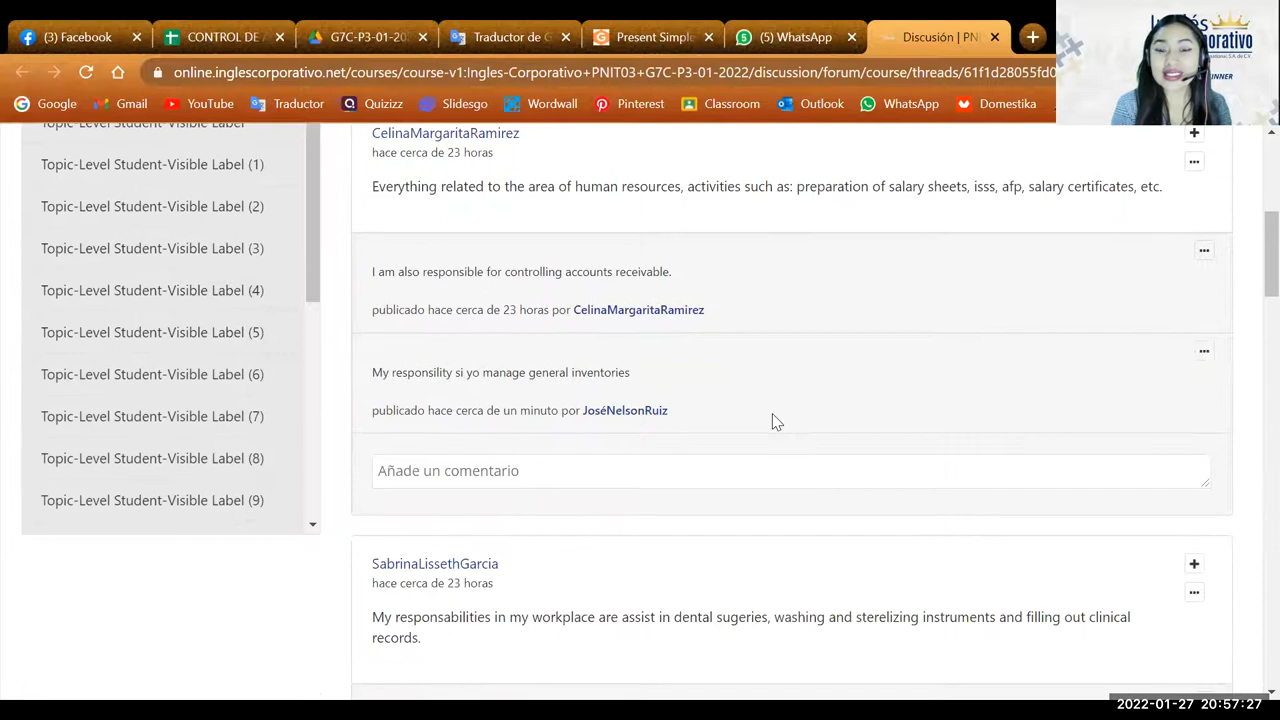 (3) Facebook
CONTROL DE A
G7C-P3-01-202
Traductor de G
Present Simple
(5) WhatsApp
Discusión | PNI
online.inglescorporativo.net/courses/course-v1:Ingles-Corporativo+PNIT03+G7C-P3-01-2022/discussion/forum/course/threads/61f1d28055fd0
Google
Gmail
YouTube
Traductor
Quizizz
Slidesgo
Wordwall
Pinterest
Classroom
Outlook
WhatsApp
Domestika
Topic-Level Student-Visible Label
Topic-Level Student-Visible Label (1)
Topic-Level Student-Visible Label (2)
Topic-Level Student-Visible Label (3)
Topic-Level Student-Visible Label (4)
Topic-Level Student-Visible Label (5)
Topic-Level Student-Visible Label (6)
Topic-Level Student-Visible Label (7)
Topic-Level Student-Visible Label (8)
Topic-Level Student-Visible Label (9)
CelinaMargaritaRamirez
hace cerca de 23 horas
Everything related to the area of human resources, activities such as: preparation of salary sheets, isss, afp, salary certificates, etc.
I am also responsible for controlling accounts receivable.
publicado hace cerca de 23 horas por CelinaMargaritaRamirez
My responsility si yo manage general inventories
publicado hace cerca de un minuto por JoséNelsonRuiz
Añade un comentario
SabrinaLissethGarcia
hace cerca de 23 horas
My responsabilities in my workplace are assist in dental sugeries, washing and sterelizing instruments and filling out clinical
records.
2022-01-27 20:57:27